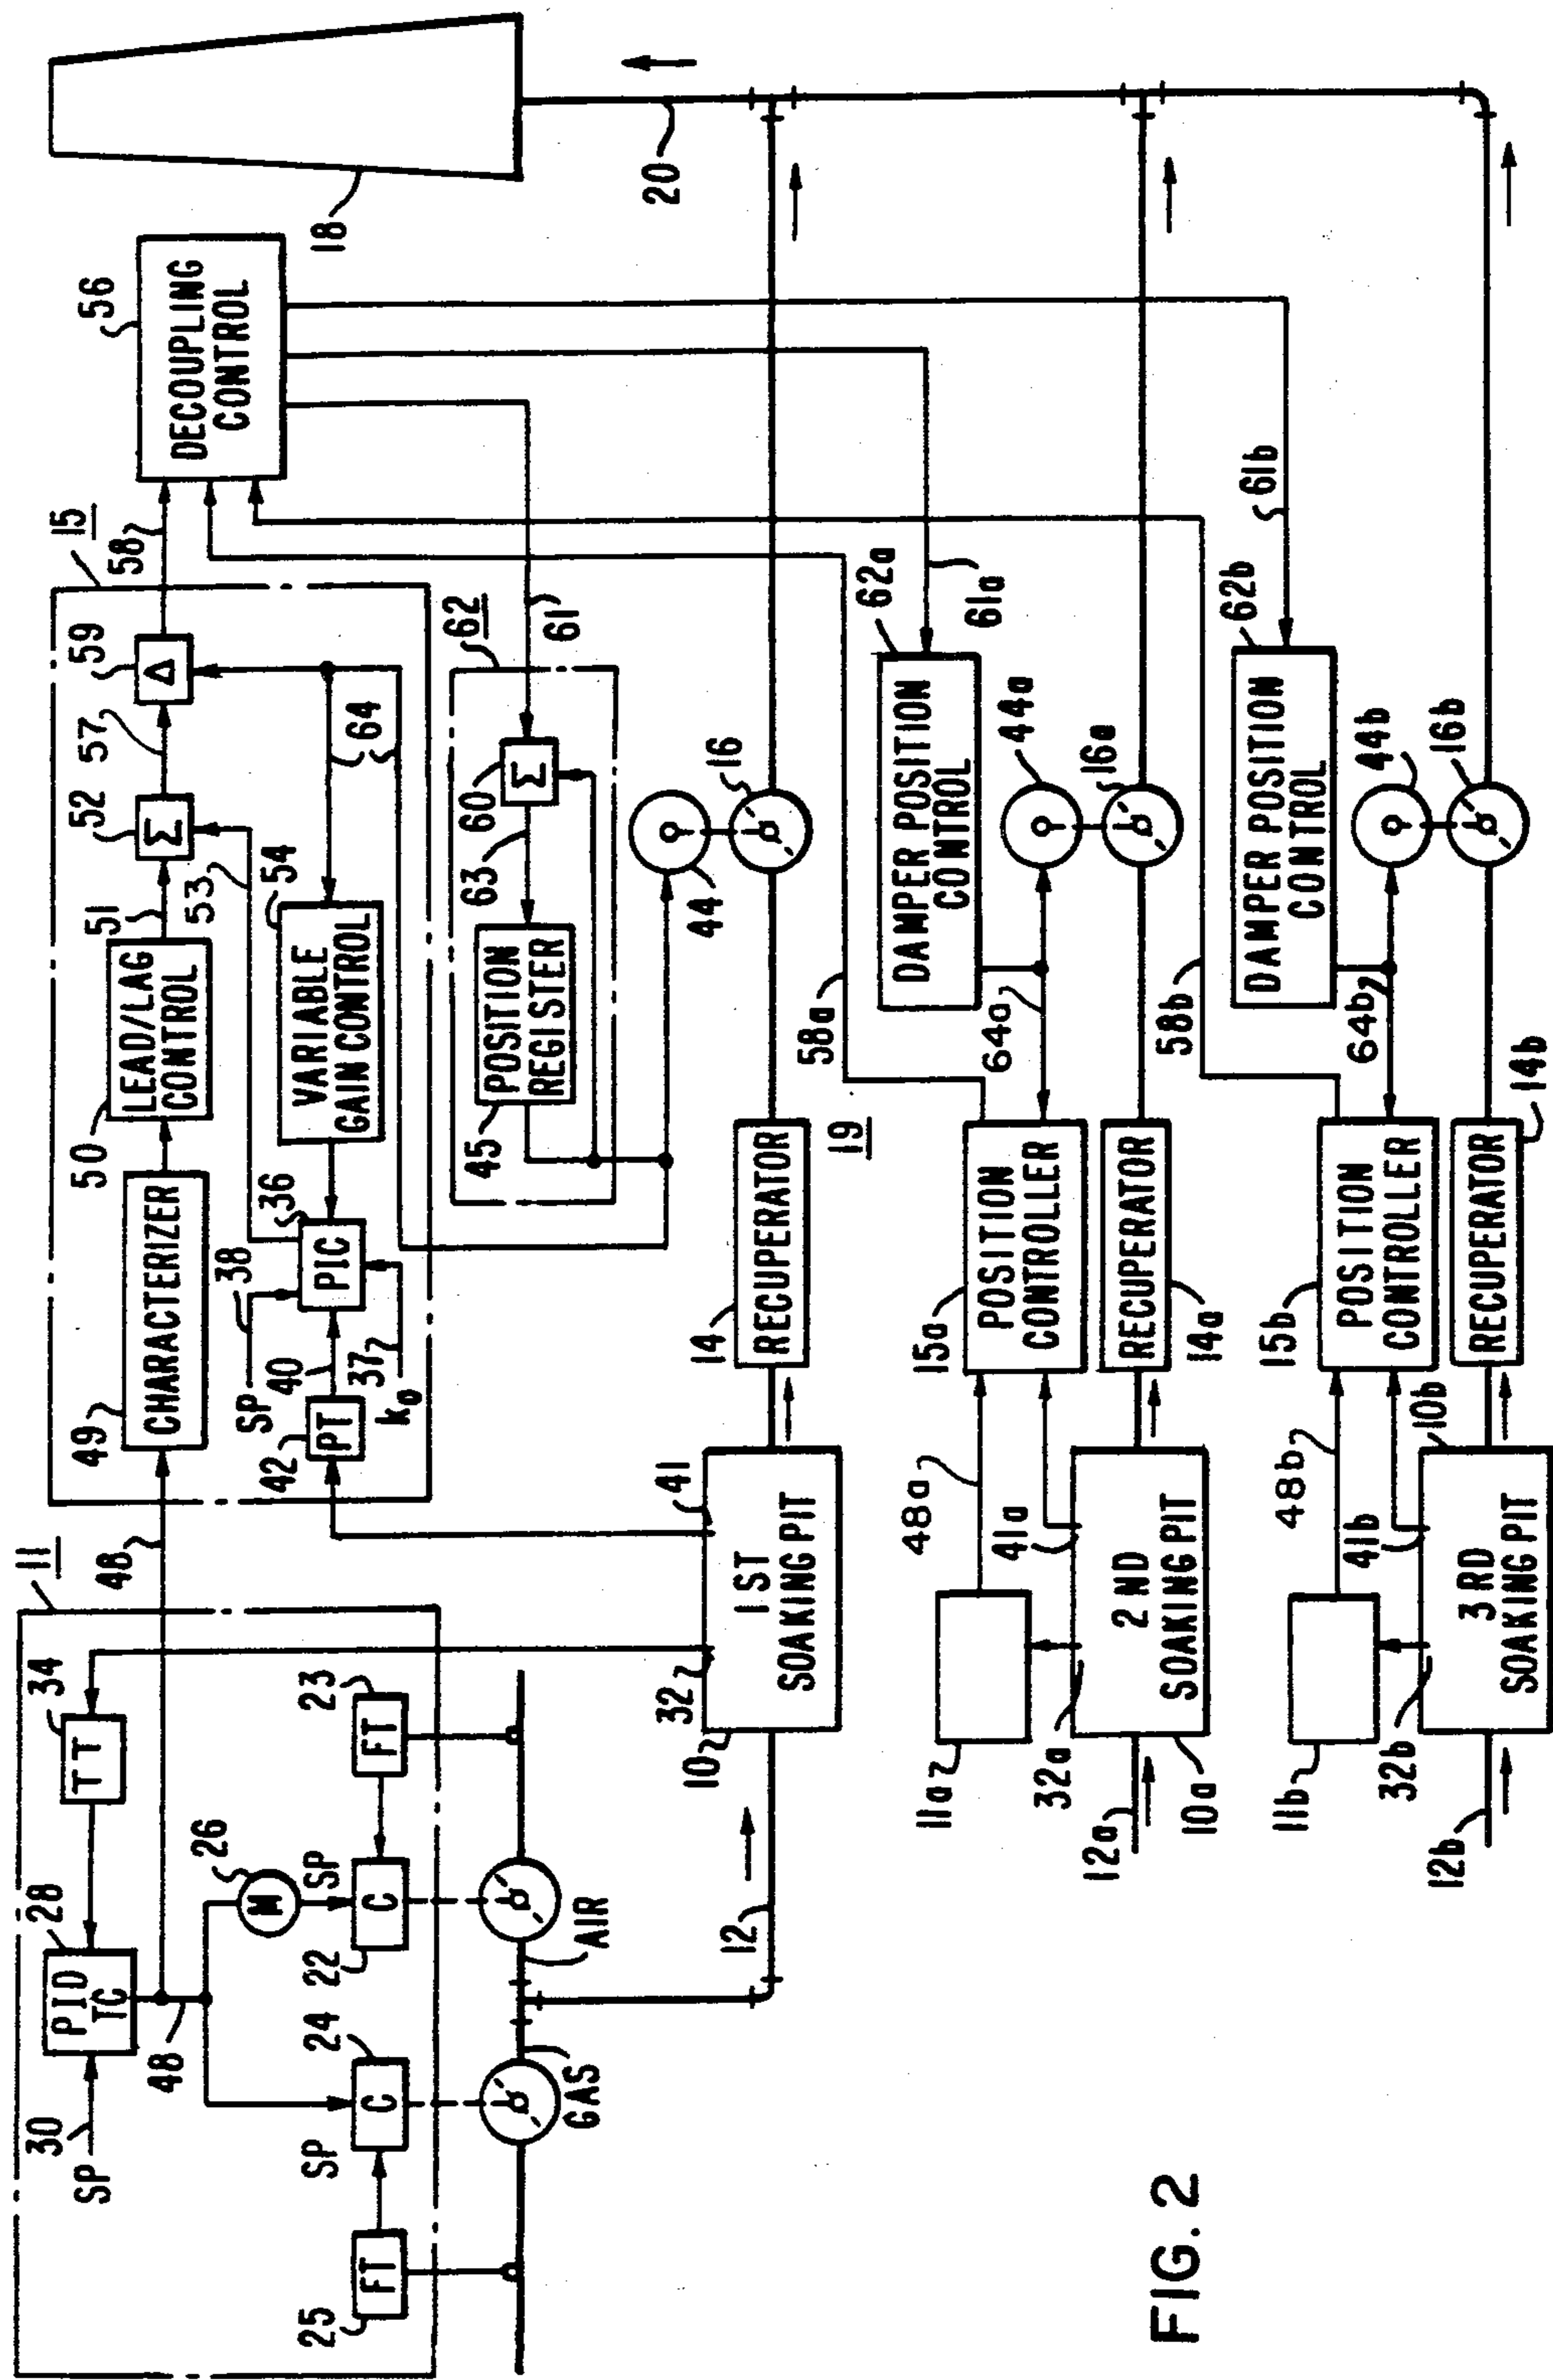 11
34
TT
28
PID
TC
30
SP
48
48
26
M
SP
C
22
23
FT
24
SP
C
25
FT
AIR
GAS
12
15
49
CHARACTERIZER
50
LEAD/LAG
CONTROL
51
52
Σ
53
57
59
Δ
58
54
VARIABLE
GAIN CONTROL
64
36
PIC
38
SP
40
37
k₀
42
PT
56
DECOUPLING
CONTROL
18
20
62
61
60
Σ
63
45
POSITION
REGISTER
44
16
10
32
41
1ST
SOAKING PIT
14
RECUPERATOR
19
58a
62a
DAMPER POSITION
CONTROL
61a
44a
16a
64a
15a
POSITION
CONTROLLER
RECUPERATOR
14a
48a
41a
11a
32a
2ND
SOAKING PIT
12a
10a
58b
61b
62b
DAMPER POSITION
CONTROL
44b
16b
64b
15b
POSITION
CONTROLLER
RECUPERATOR
14b
10b
48b
41b
11b
32b
3RD
SOAKING PIT
12b
FIG. 2